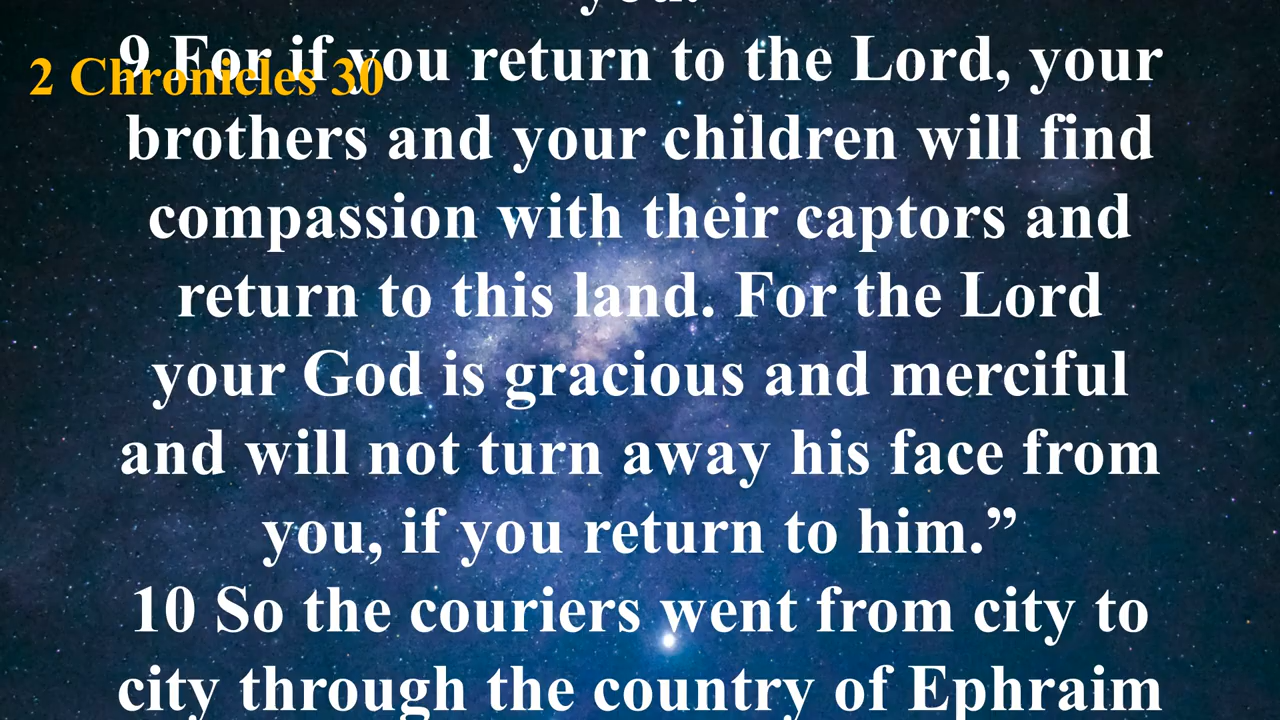 you.
9 For if you return to the Lord, your
2 Chronicles 30
brothers and your children will find
compassion with their captors and
return to this land. For the Lord
your God is gracious and merciful
and will not turn away his face from
you, if you return to him.”
10 So the couriers went from city to
city through the country of Ephraim